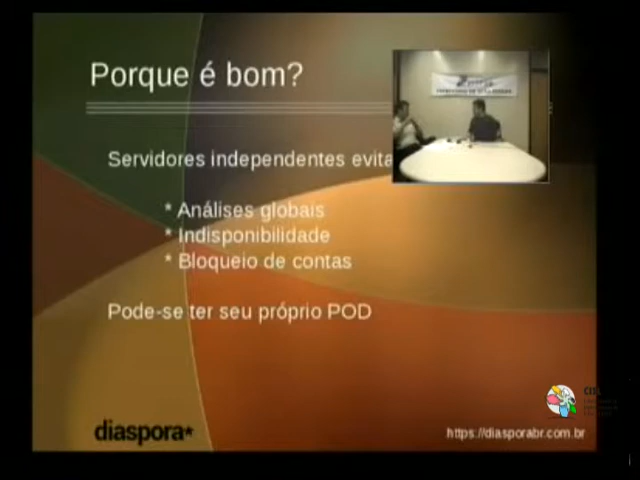 Porque é bom?
Servidores independentes evita
* Análises globais
* Indisponibilidade
* Bloqueio de contas
Pode-se ter seu próprio POD
diaspora*
https://diasporabr.com.br